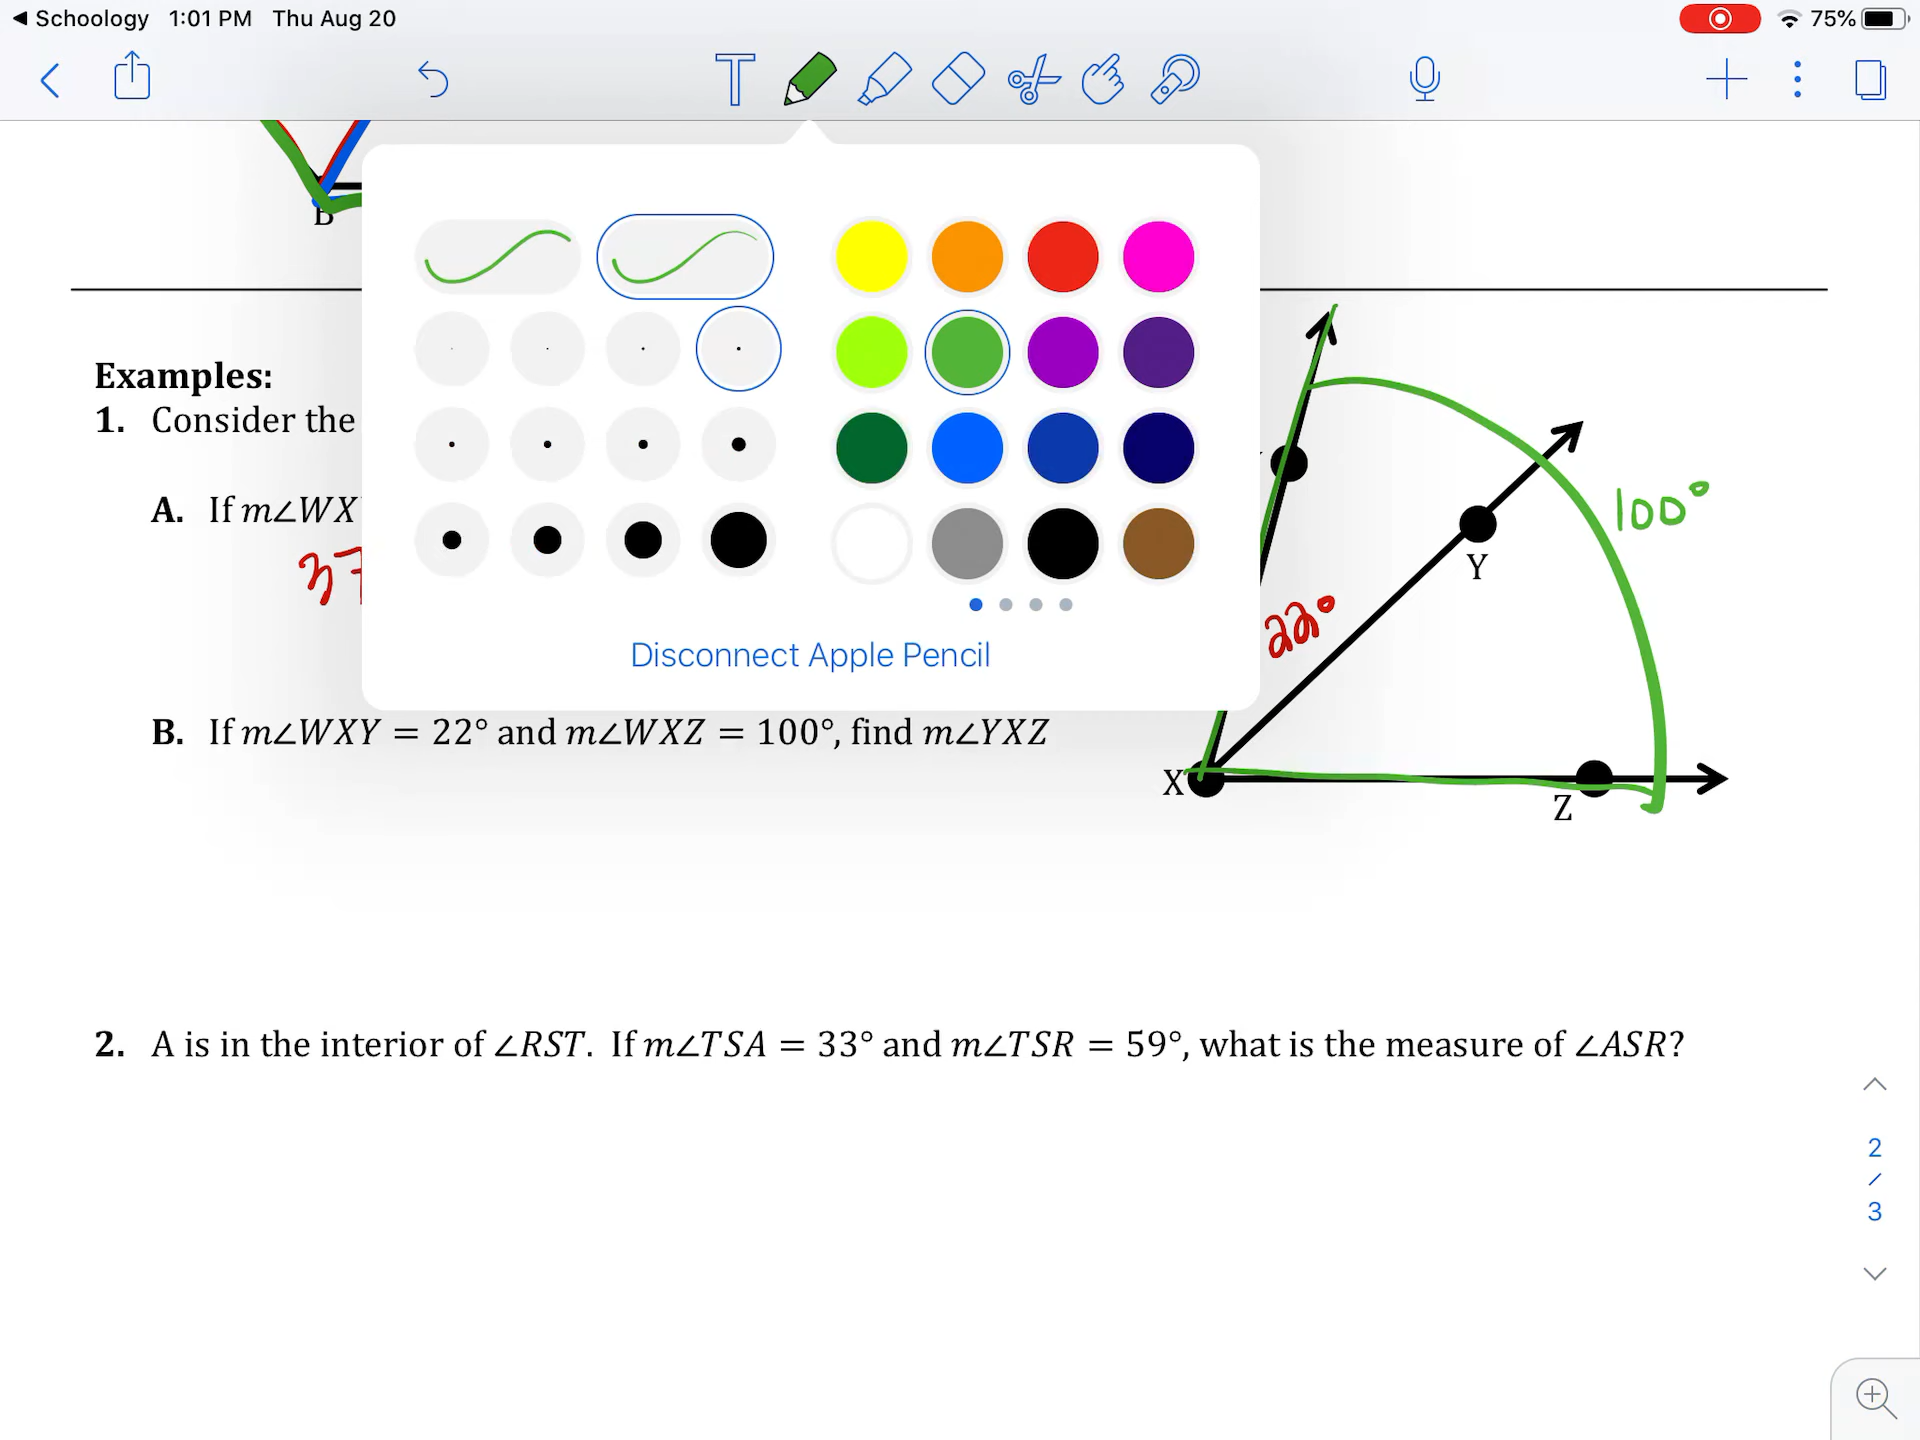 Schoology 1:01 PM Thu Aug 20
75%
T
B
Examples:
1. Consider the
A. If m∠WX
37
Disconnect Apple Pencil
100°
Y
22°
B. If m∠WXY = 22° and m∠WXZ = 100°, find m∠YXZ
X
Z
2. A is in the interior of ∠RST. If m∠TSA = 33° and m∠TSR = 59°, what is the measure of ∠ASR?
2
/
3